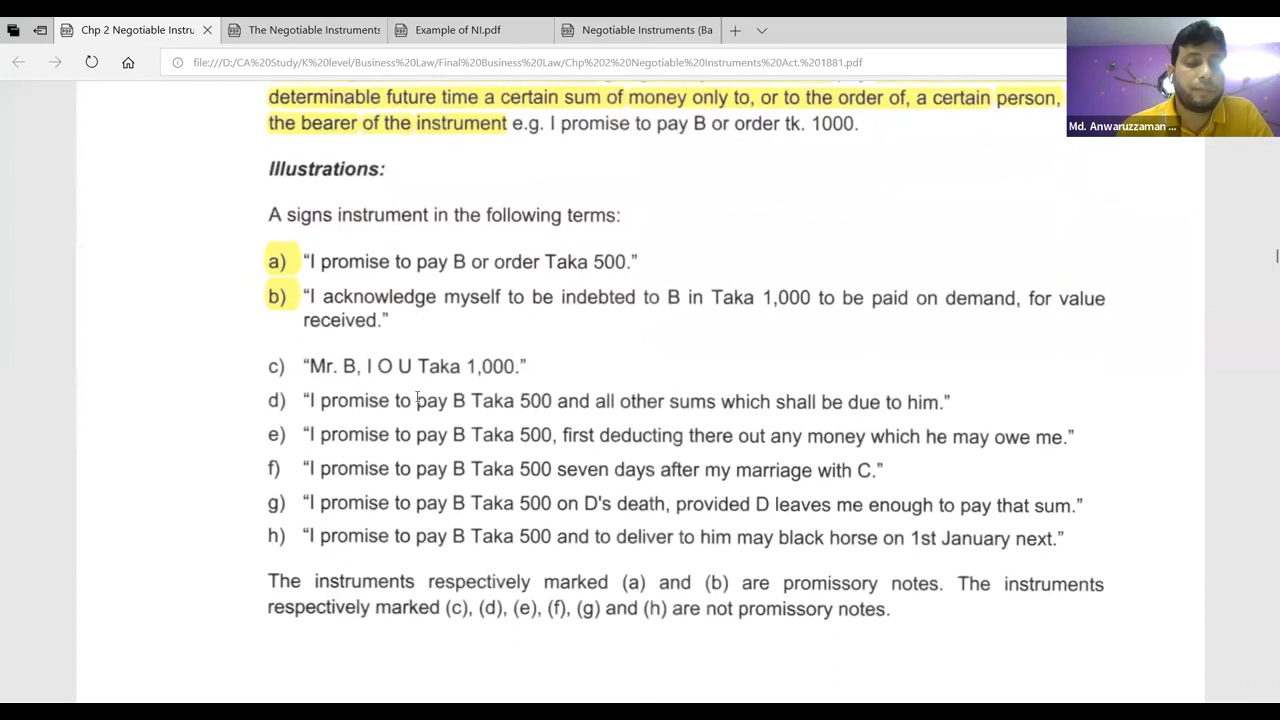 Chp 2 Negotiable Instru
The Negotiable Instruments
Example of NI.pdf
Negotiable Instruments (Ba
file:///D:/CA%20Study/K%20level/Business%20Law/Final%20Business%20Law/Chp%202%20Negotiable%20Instruments%20Act.%201881.pdf
Md. Anwaruzzaman ...
determinable future time a certain sum of money only to, or to the order of, a certain person,
the bearer of the instrument e.g. I promise to pay B or order tk. 1000.
Illustrations:
A signs instrument in the following terms:
a) “I promise to pay B or order Taka 500.”
b) “I acknowledge myself to be indebted to B in Taka 1,000 to be paid on demand, for value
received.”
c) “Mr. B, I O U Taka 1,000.”
d) “I promise to pay B Taka 500 and all other sums which shall be due to him.”
e) “I promise to pay B Taka 500, first deducting there out any money which he may owe me.”
f) “I promise to pay B Taka 500 seven days after my marriage with C.”
g) “I promise to pay B Taka 500 on D's death, provided D leaves me enough to pay that sum.”
h) “I promise to pay B Taka 500 and to deliver to him may black horse on 1st January next.”
The instruments respectively marked (a) and (b) are promissory notes. The instruments
respectively marked (c), (d), (e), (f), (g) and (h) are not promissory notes.